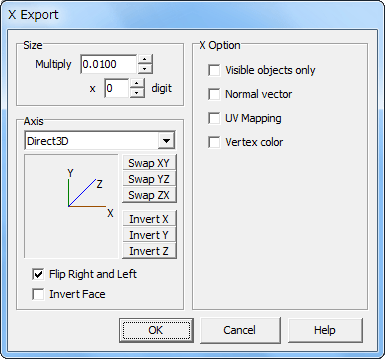 X Export
Size
Multiply 0.0100
x 0 digit
Axis
Direct3D
Y
Z
X
Swap XY
Swap YZ
Swap ZX
Invert X
Invert Y
Invert Z
Flip Right and Left
Invert Face
X Option
Visible objects only
Normal vector
UV Mapping
Vertex color
OK
Cancel
Help